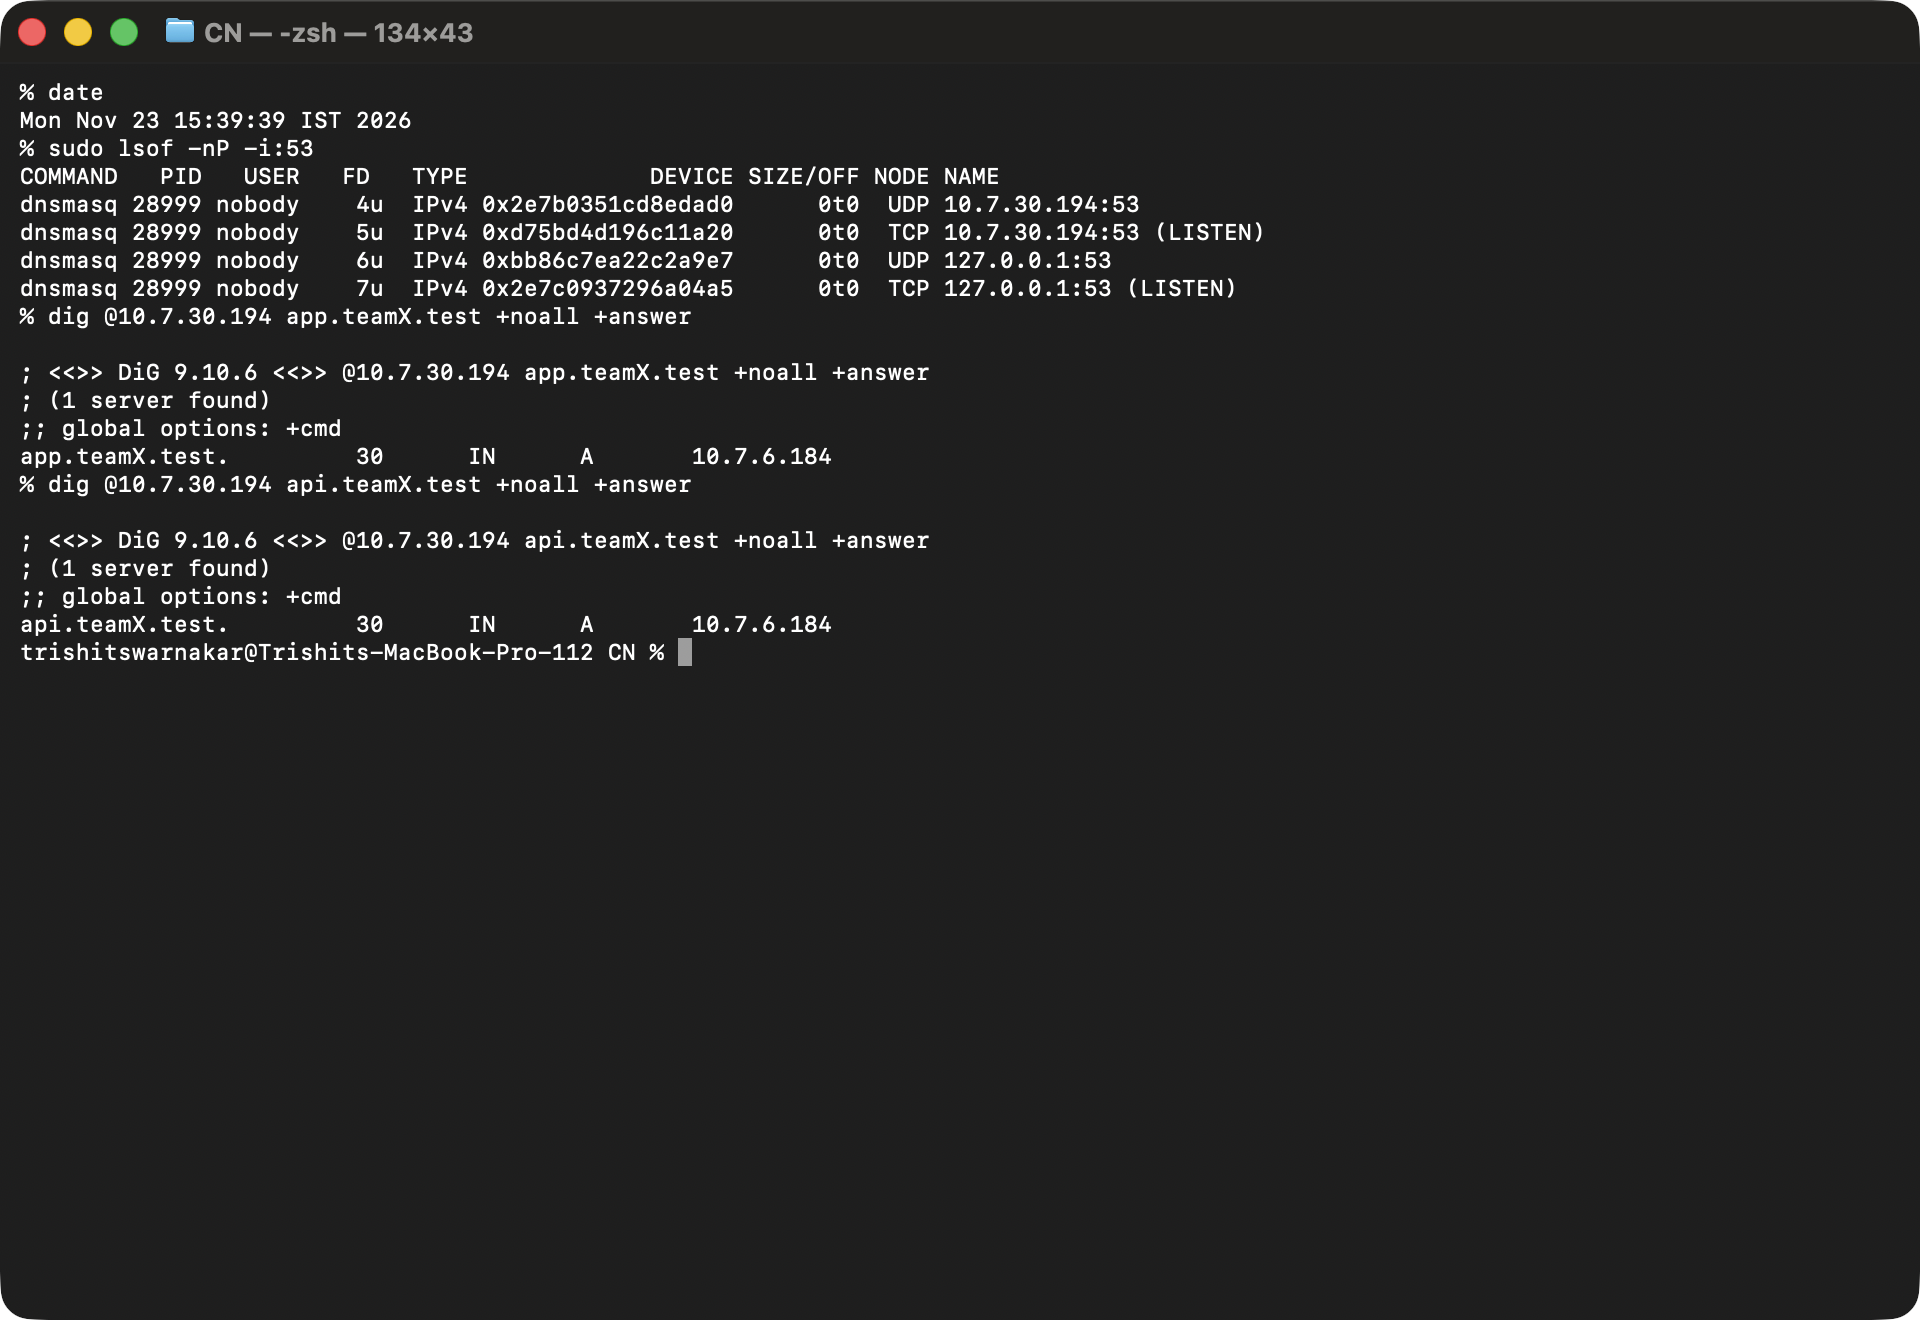 CN — -zsh — 134×43
% date
Mon Nov 23 15:39:39 IST 2026
% sudo lsof -nP -i:53
COMMAND   PID   USER   FD   TYPE             DEVICE SIZE/OFF NODE NAME
dnsmasq 28999 nobody    4u  IPv4 0x2e7b0351cd8edad0      0t0  UDP 10.7.30.194:53
dnsmasq 28999 nobody    5u  IPv4 0xd75bd4d196c11a20      0t0  TCP 10.7.30.194:53 (LISTEN)
dnsmasq 28999 nobody    6u  IPv4 0xbb86c7ea22c2a9e7      0t0  UDP 127.0.0.1:53
dnsmasq 28999 nobody    7u  IPv4 0x2e7c0937296a04a5      0t0  TCP 127.0.0.1:53 (LISTEN)
% dig @10.7.30.194 app.teamX.test +noall +answer
; <<>> DiG 9.10.6 <<>> @10.7.30.194 app.teamX.test +noall +answer
; (1 server found)
;; global options: +cmd
app.teamX.test.         30      IN      A       10.7.6.184
% dig @10.7.30.194 api.teamX.test +noall +answer
; <<>> DiG 9.10.6 <<>> @10.7.30.194 api.teamX.test +noall +answer
; (1 server found)
;; global options: +cmd
api.teamX.test.         30      IN      A       10.7.6.184
trishitswarnakar@Trishits-MacBook-Pro-112 CN %